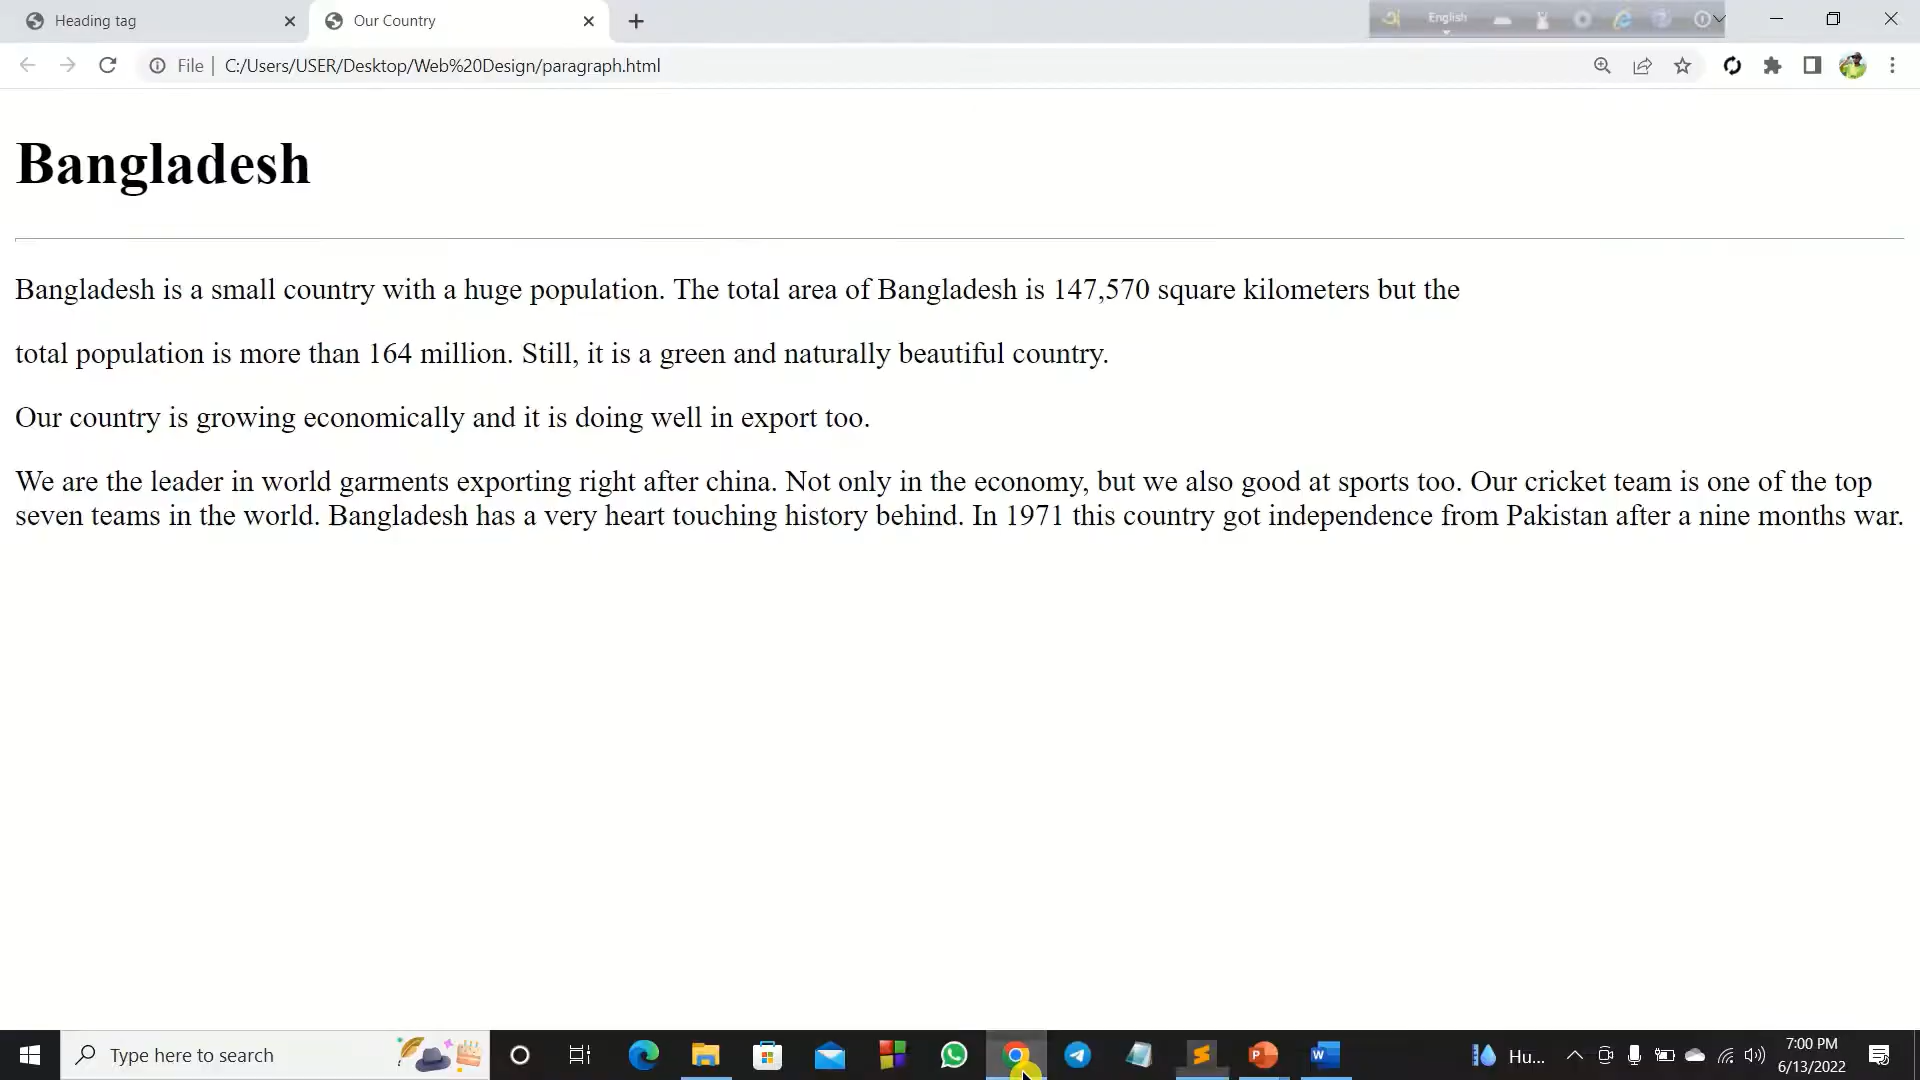 Heading tag
Our Country
English
File
C:/Users/USER/Desktop/Web%20Design/paragraph.html
Bangladesh
Bangladesh is a small country with a huge population. The total area of Bangladesh is 147,570 square kilometers but the
total population is more than 164 million. Still, it is a green and naturally beautiful country.
Our country is growing economically and it is doing well in export too.
We are the leader in world garments exporting right after china. Not only in the economy, but we also good at sports too. Our cricket team is one of the top
seven teams in the world. Bangladesh has a very heart touching history behind. In 1971 this country got independence from Pakistan after a nine months war.
Type here to search
Hu...
7:00 PM
6/13/2022